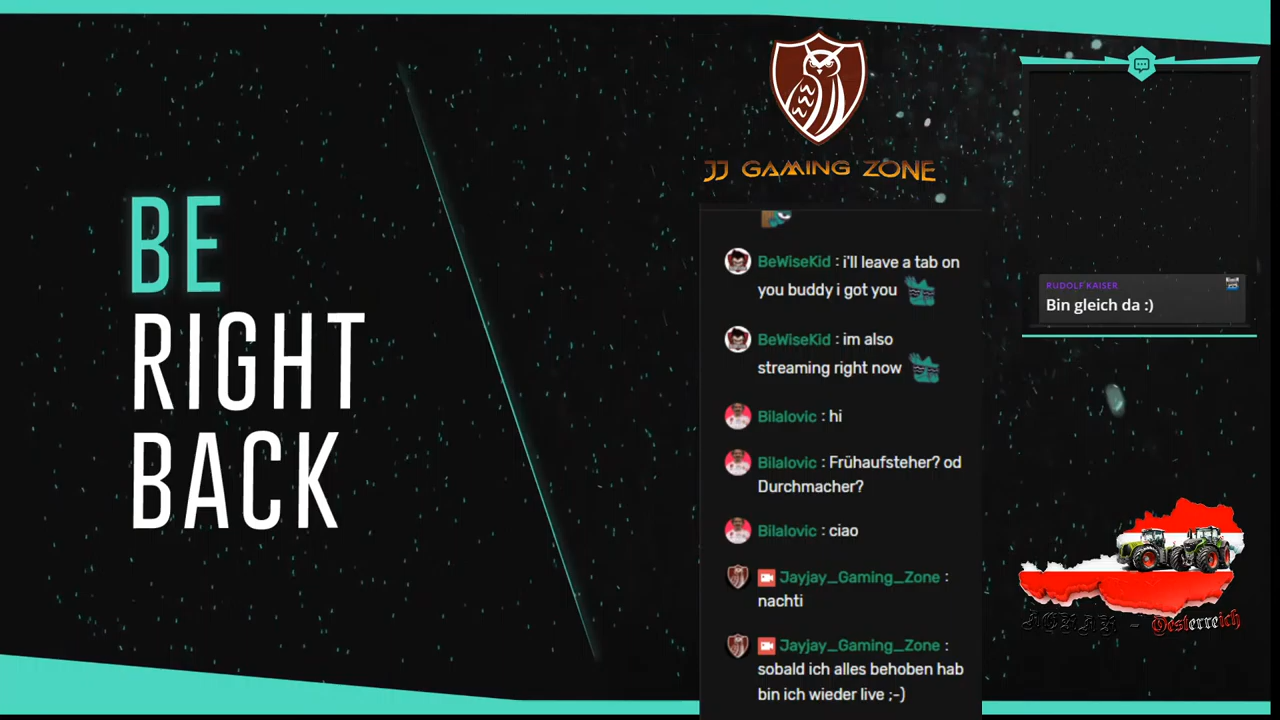 BE
RIGHT
BACK
JJ GAMING ZONE
BeWiseKid : i'll leave a tab on
you buddy i got you
BeWiseKid : im also
streaming right now
Bilalovic : hi
Bilalovic : Frühaufsteher? od
Durchmacher?
Bilalovic : ciao
Jayjay_Gaming_Zone :
nachti
Jayjay_Gaming_Zone :
sobald ich alles behoben hab
bin ich wieder live ;-)
RUDOLF KAISER
Bin gleich da :)
- Oesterreich